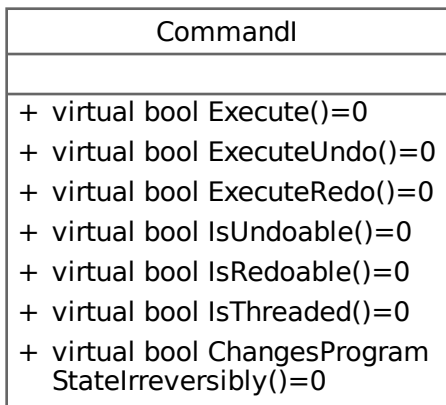 CommandI
+ virtual bool Execute()=0
+ virtual bool ExecuteUndo()=0
+ virtual bool ExecuteRedo()=0
+ virtual bool IsUndoable()=0
+ virtual bool IsRedoable()=0
+ virtual bool IsThreaded()=0
+ virtual bool ChangesProgram
StateIrreversibly()=0